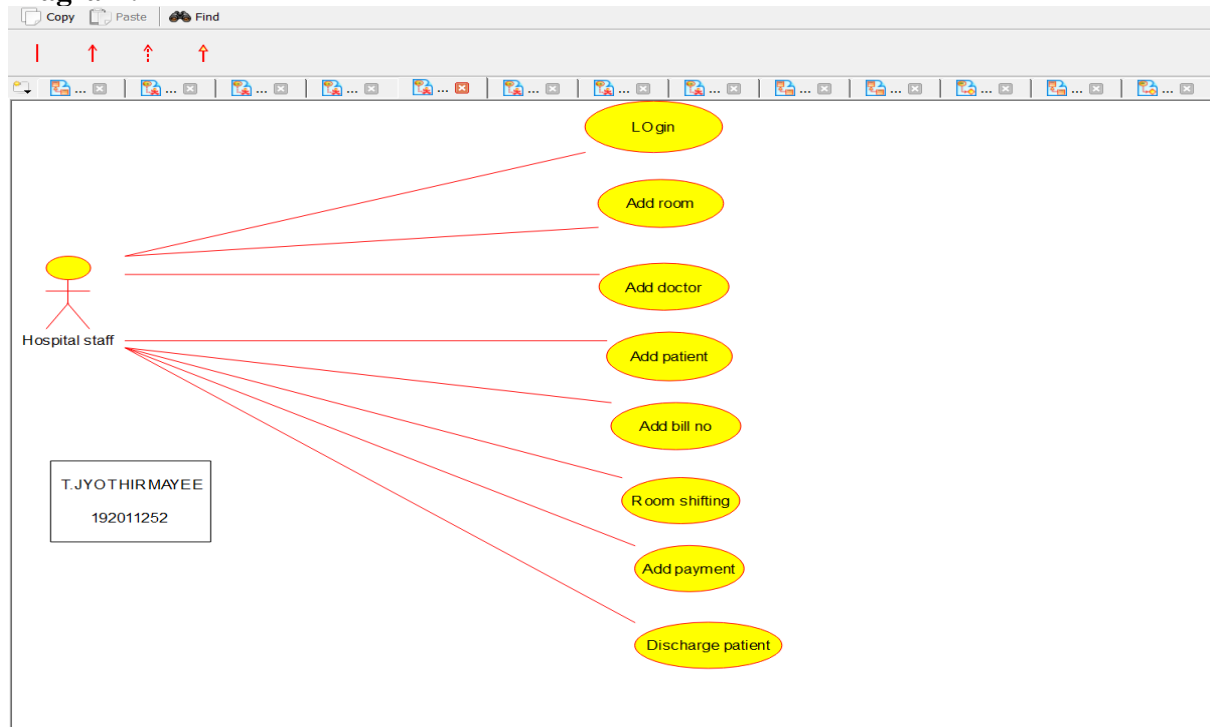 Copy Paste Find
... ... ... ... ... ... ... ... ... ... ... ... ...
LOgin
Add room
Add doctor
Hospital staff
Add patient
Add bill no
T.JYOTHIRMAYEE
192011252
Room shifting
Add payment
Discharge patient